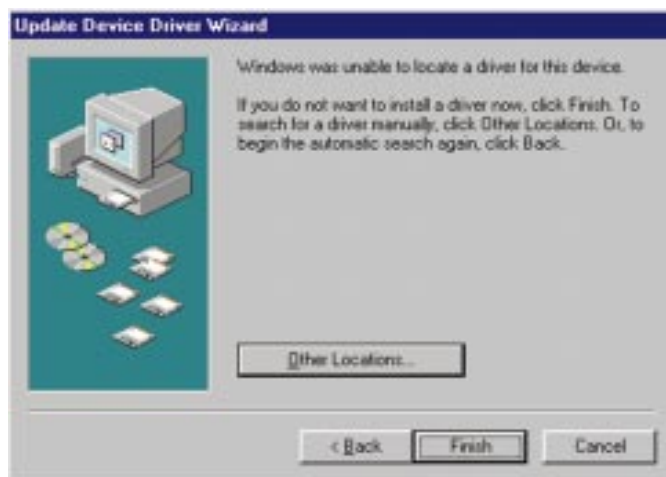 Update Device Driver Wizard
Windows was unable to locate a driver for this device.
If you do not want to install a driver now, click Finish. To
search for a driver manually, click Other Locations. Or, to
begin the automatic search again, click Back.
Other Locations...
< Back
Finish
Cancel